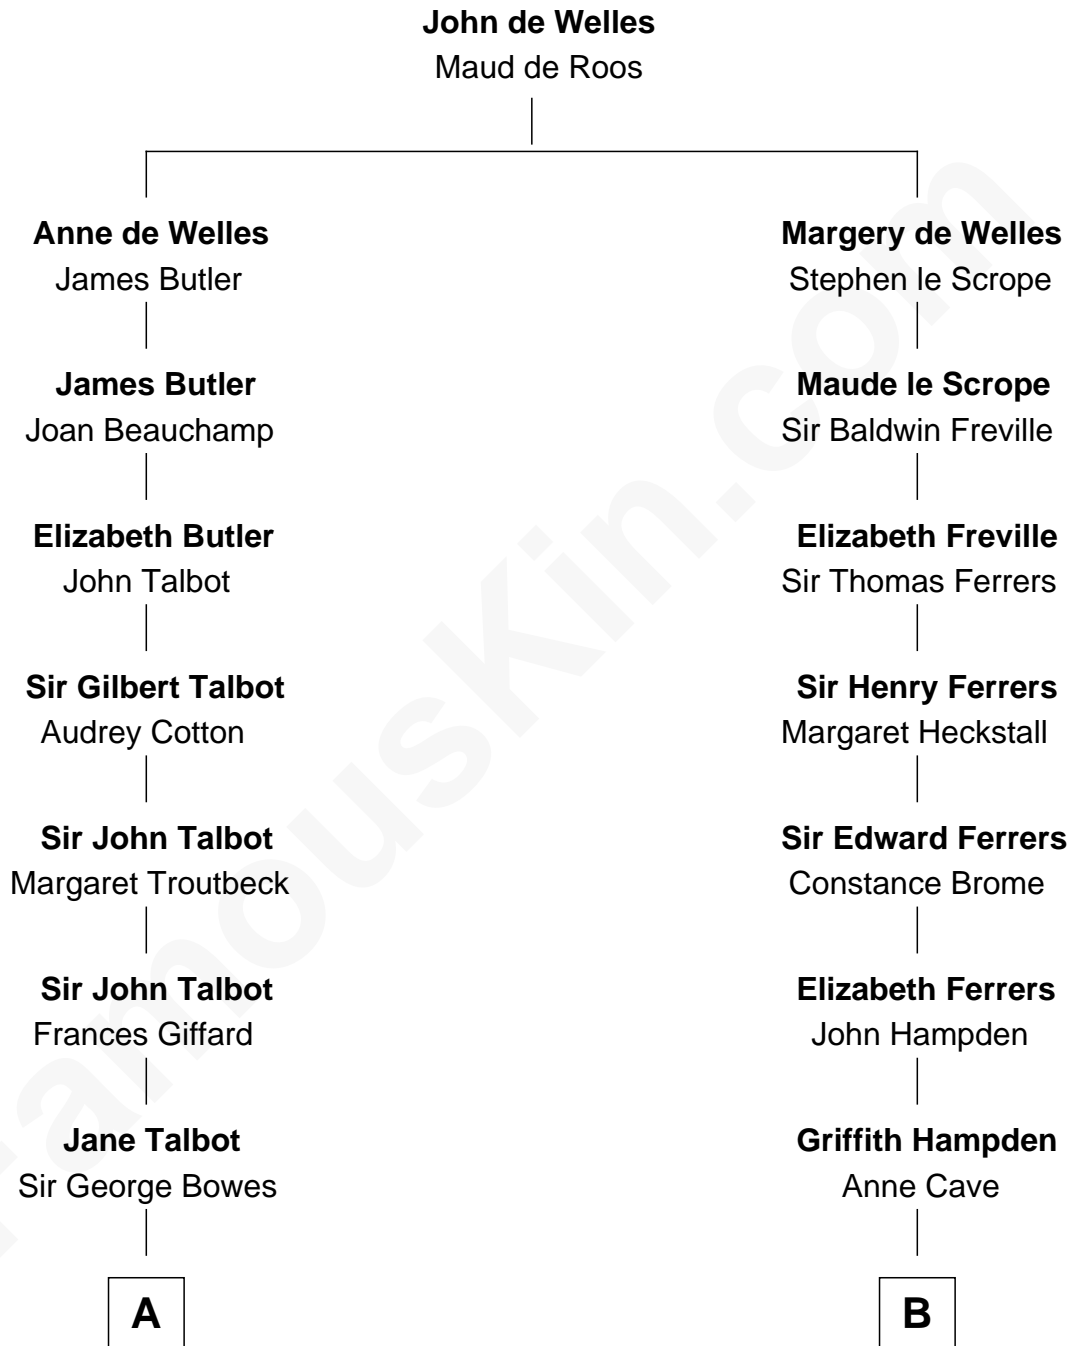 John de Welles
Maud de Roos
Anne de Welles
James Butler
Margery de Welles
Stephen le Scrope
James Butler
Joan Beauchamp
Maude le Scrope
Sir Baldwin Freville
Elizabeth Butler
John Talbot
Elizabeth Freville
Sir Thomas Ferrers
Sir Gilbert Talbot
Audrey Cotton
Sir Henry Ferrers
Margaret Heckstall
Sir John Talbot
Margaret Troutbeck
Sir Edward Ferrers
Constance Brome
Sir John Talbot
Frances Giffard
Elizabeth Ferrers
John Hampden
Jane Talbot
Sir George Bowes
Griffith Hampden
Anne Cave
A
B
FamousKin.com